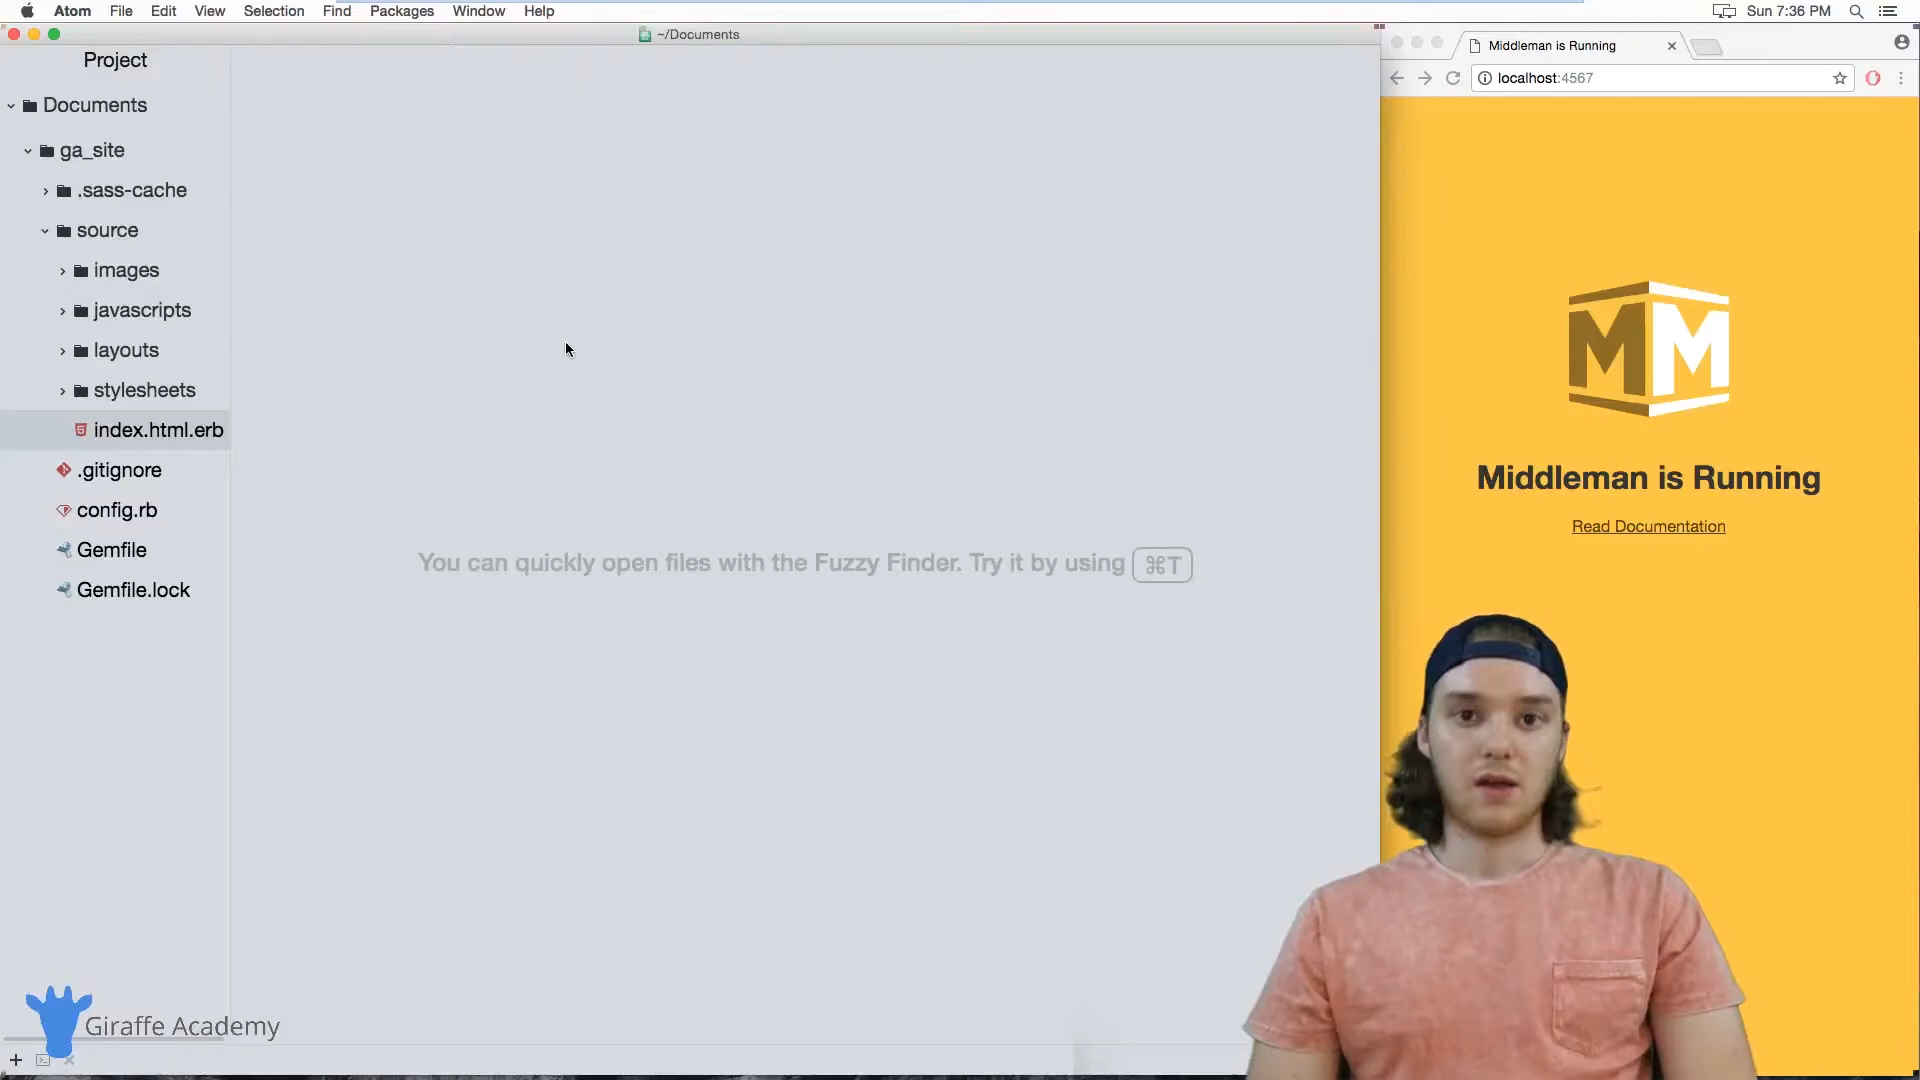 Atom File Edit View Selection Find Packages Window Help Sun 7:36 PM
~/Documents
Middleman is Running
localhost:4567
Project
Documents
ga_site
.sass-cache
source
images
javascripts
layouts
stylesheets
index.html.erb
.gitignore
config.rb
Gemfile
Gemfile.lock
You can quickly open files with the Fuzzy Finder. Try it by using ⌘T
MM
Middleman is Running
Read Documentation
Giraffe Academy